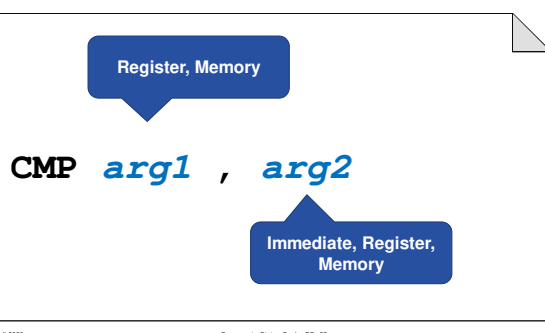 Register, Memory
CMP arg1 , arg2
Immediate, Register,
Memory